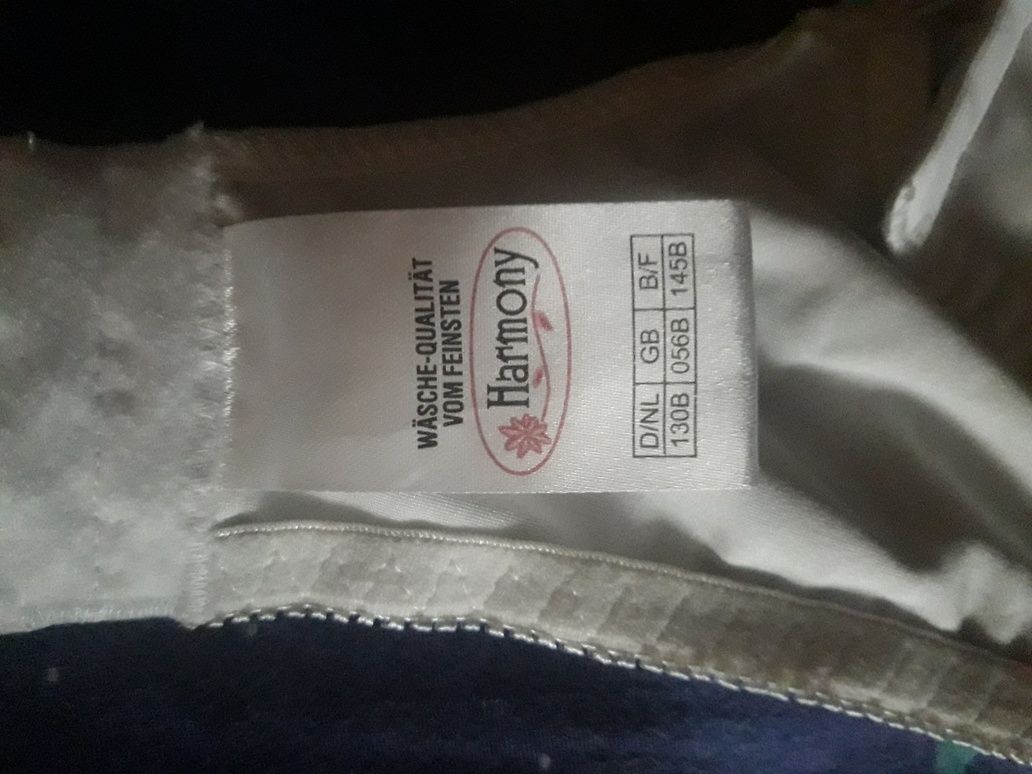 WÄSCHE-QUALITÄT
VOM FEINSTEN
Harmony
D/NL GB B/F
130B 056B 145B